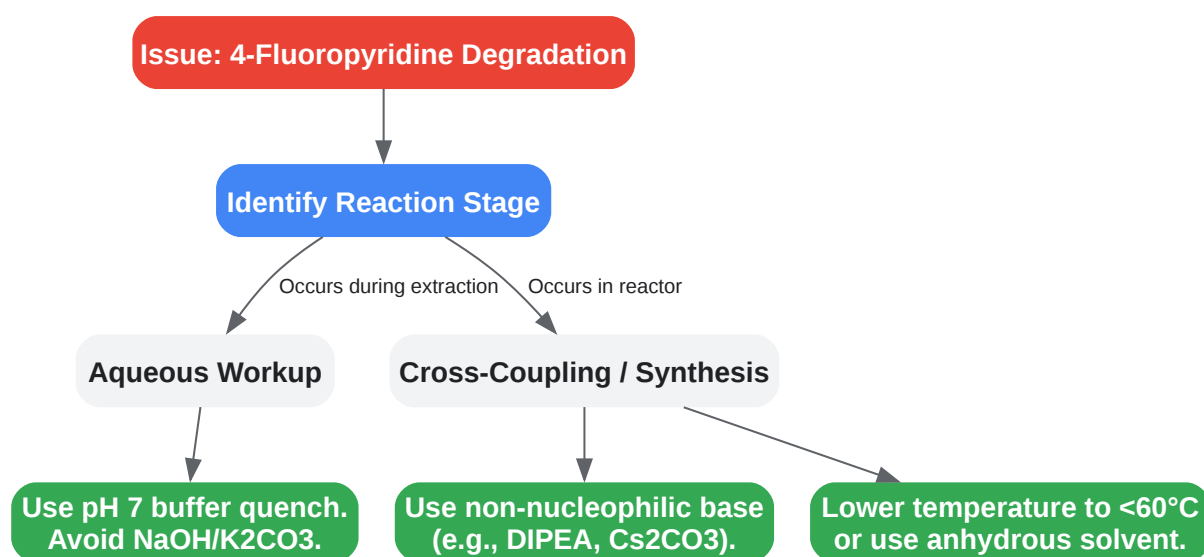 Issue: 4-Fluoropyridine Degradation
Identify Reaction Stage
Occurs during extraction
Occurs in reactor
Aqueous Workup
Cross-Coupling / Synthesis
Use pH 7 buffer quench.
Avoid NaOH/K2CO3.
Use non-nucleophilic base
(e.g., DIPEA, Cs2CO3).
Lower temperature to <60°C
or use anhydrous solvent.